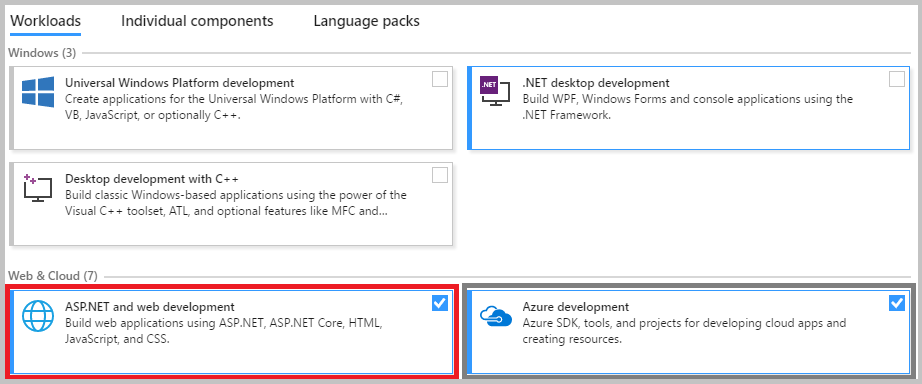 Workloads Individual components Language packs
Windows (3)
Universal Windows Platform development
Create applications for the Universal Windows Platform with C#,
VB, JavaScript, or optionally C++.
.NET
.NET desktop development
Build WPF, Windows Forms and console applications using the
.NET Framework.
Desktop development with C++
Build classic Windows-based applications using the power of the
Visual C++ toolset, ATL, and optional features like MFC and...
Web & Cloud (7)
ASP.NET and web development
Build web applications using ASP.NET, ASP.NET Core, HTML,
JavaScript, and CSS.
Azure development
Azure SDK, tools, and projects for developing cloud apps and
creating resources.